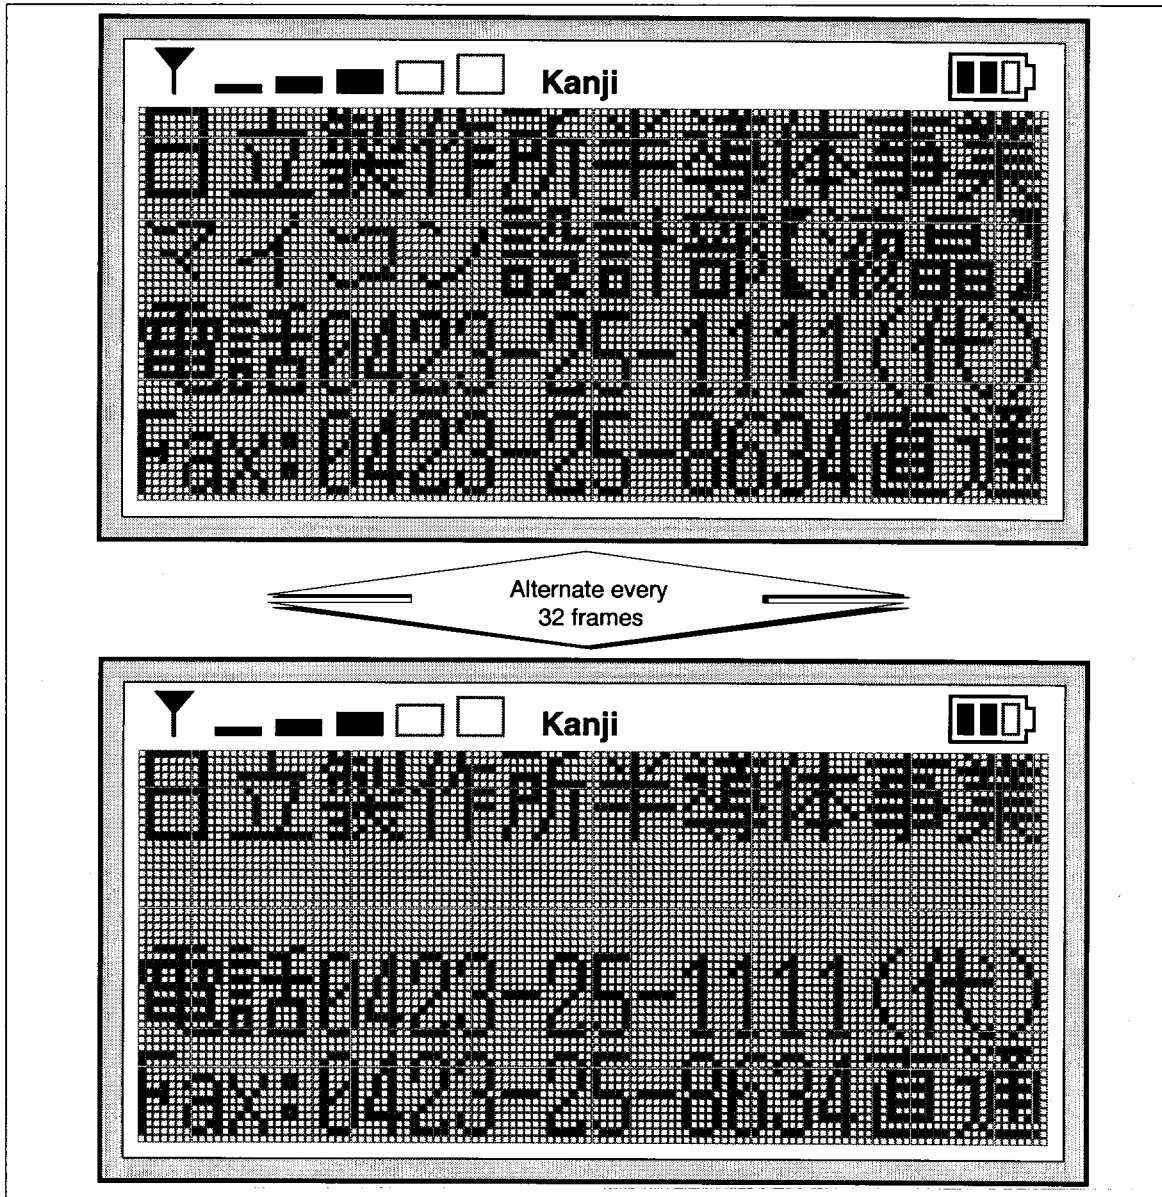 Kanji
日立製作所半導体事業
マイコン設計部
電話0423-25-1111(代)
Fax:0423-25-8634直通
Alternate every
32 frames
Kanji
日立製作所半導体事業
電話0423-25-1111(代)
Fax:0423-25-8634直通